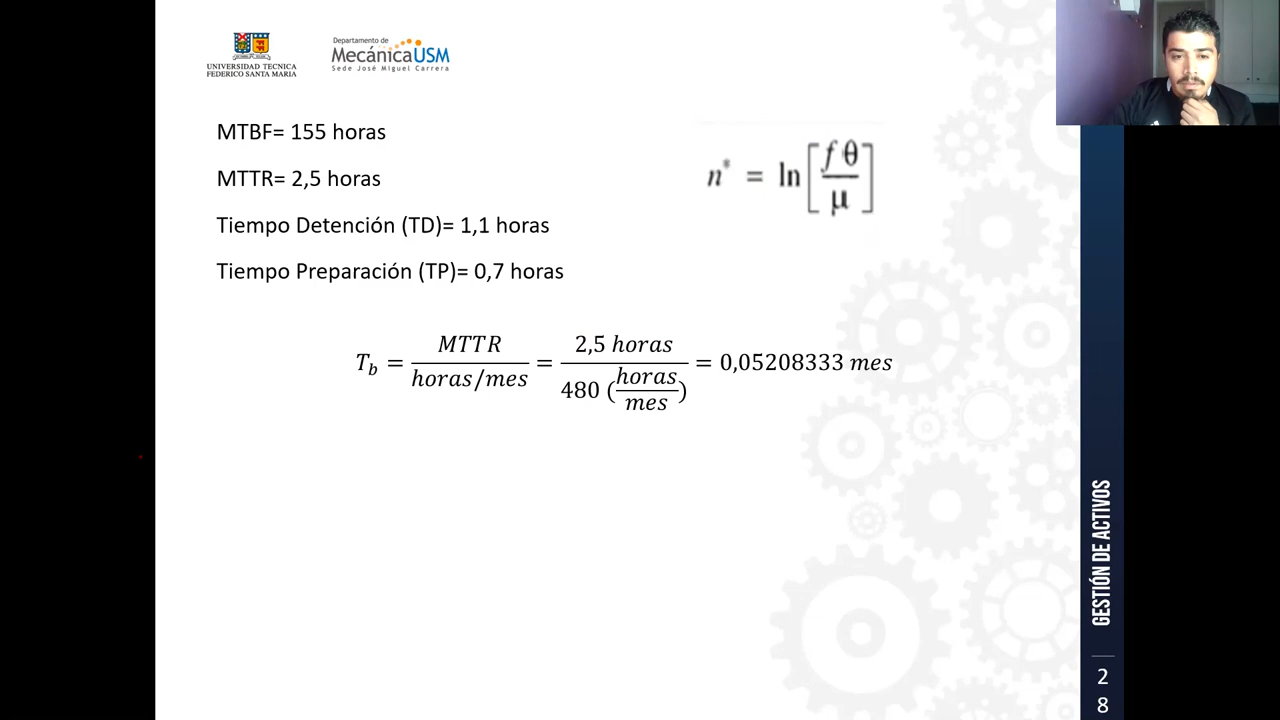 UNIVERSIDAD TECNICA
FEDERICO SANTA MARIA
Departamento de
MecánicaUSM
Sede José Miguel Carrera
MTBF= 155 horas
MTTR= 2,5 horas
Tiempo Detención (TD)= 1,1 horas
Tiempo Preparación (TP)= 0,7 horas
n* = ln[fθ/μ]
T_b = MTTR/(horas/mes) = 2,5 horas/(480 (horas/mes)) = 0,05208333 mes
GESTIÓN DE ACTIVOS
2
8